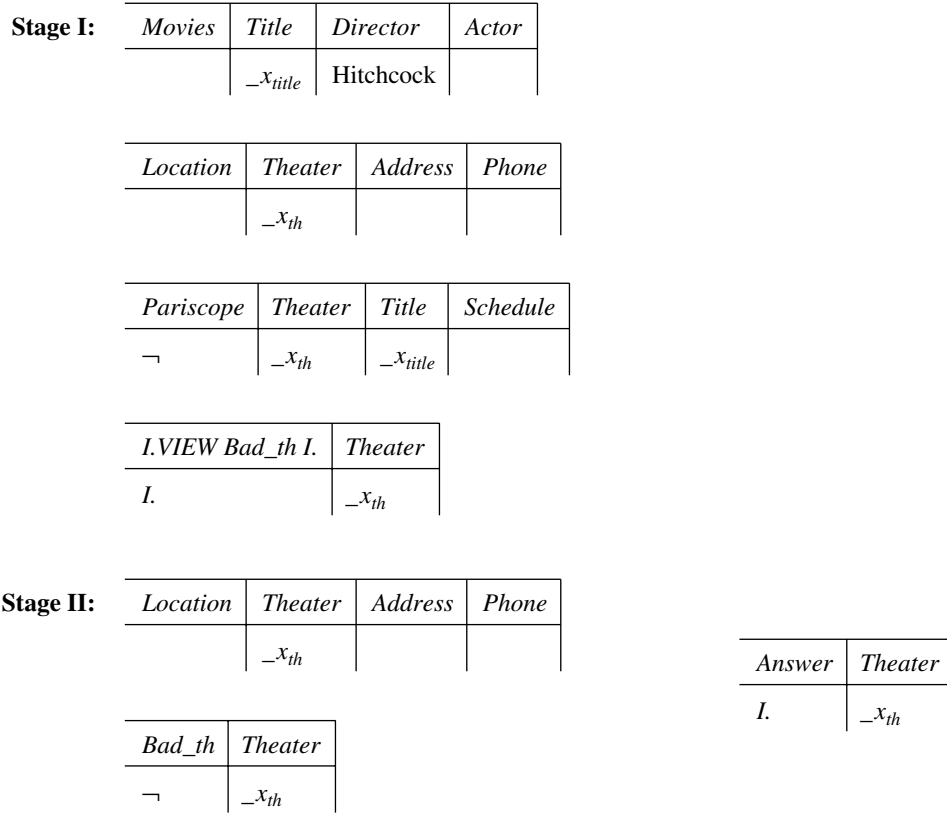 Stage I: Movies Title Director Actor
_x_title Hitchcock
Location Theater Address Phone
_x_th
Pariscope Theater Title Schedule
¬ _x_th _x_title
I.VIEW Bad_th I. Theater
I. _x_th
Stage II: Location Theater Address Phone
_x_th
Answer Theater
I. _x_th
Bad_th Theater
¬ _x_th